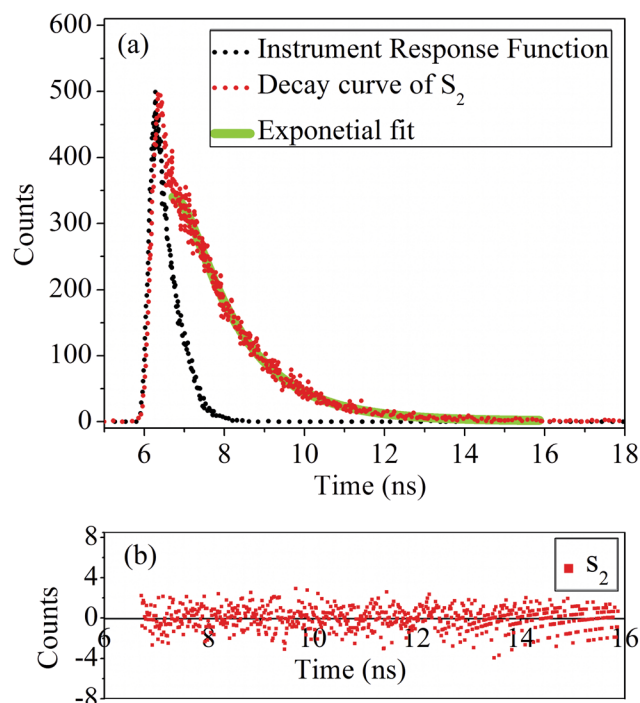 (a)
Instrument Response Function
Decay curve of S₂
Exponetial fit
600
500
400
300
200
100
0
Counts
6 8 10 12 14 16 18
Time (ns)
(b)
S₂
8
4
0
-4
-8
Counts
6 8 10 12 14 16
Time (ns)